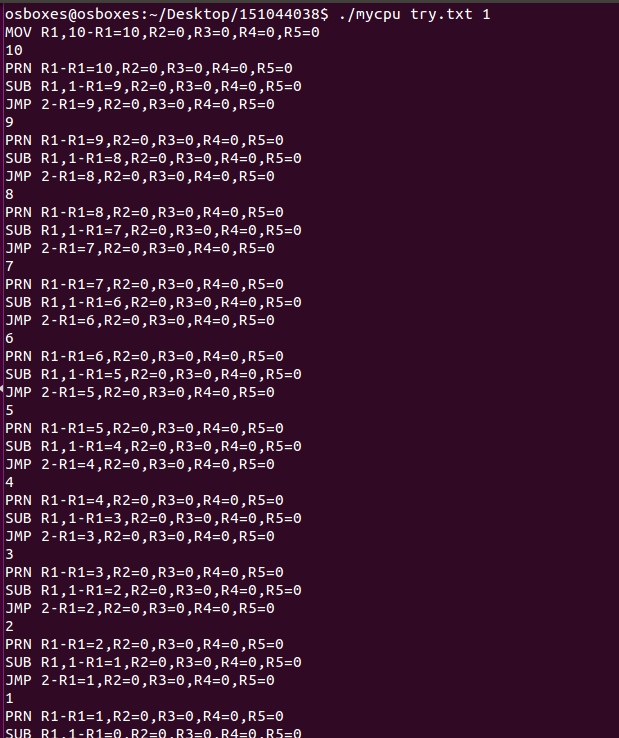 osboxes@osboxes:~/Desktop/151044038$ ./mycpu try.txt 1
MOV R1,10-R1=10,R2=0,R3=0,R4=0,R5=0
10
PRN R1-R1=10,R2=0,R3=0,R4=0,R5=0
SUB R1,1-R1=9,R2=0,R3=0,R4=0,R5=0
JMP 2-R1=9,R2=0,R3=0,R4=0,R5=0
9
PRN R1-R1=9,R2=0,R3=0,R4=0,R5=0
SUB R1,1-R1=8,R2=0,R3=0,R4=0,R5=0
JMP 2-R1=8,R2=0,R3=0,R4=0,R5=0
8
PRN R1-R1=8,R2=0,R3=0,R4=0,R5=0
SUB R1,1-R1=7,R2=0,R3=0,R4=0,R5=0
JMP 2-R1=7,R2=0,R3=0,R4=0,R5=0
7
PRN R1-R1=7,R2=0,R3=0,R4=0,R5=0
SUB R1,1-R1=6,R2=0,R3=0,R4=0,R5=0
JMP 2-R1=6,R2=0,R3=0,R4=0,R5=0
6
PRN R1-R1=6,R2=0,R3=0,R4=0,R5=0
SUB R1,1-R1=5,R2=0,R3=0,R4=0,R5=0
JMP 2-R1=5,R2=0,R3=0,R4=0,R5=0
5
PRN R1-R1=5,R2=0,R3=0,R4=0,R5=0
SUB R1,1-R1=4,R2=0,R3=0,R4=0,R5=0
JMP 2-R1=4,R2=0,R3=0,R4=0,R5=0
4
PRN R1-R1=4,R2=0,R3=0,R4=0,R5=0
SUB R1,1-R1=3,R2=0,R3=0,R4=0,R5=0
JMP 2-R1=3,R2=0,R3=0,R4=0,R5=0
3
PRN R1-R1=3,R2=0,R3=0,R4=0,R5=0
SUB R1,1-R1=2,R2=0,R3=0,R4=0,R5=0
JMP 2-R1=2,R2=0,R3=0,R4=0,R5=0
2
PRN R1-R1=2,R2=0,R3=0,R4=0,R5=0
SUB R1,1-R1=1,R2=0,R3=0,R4=0,R5=0
JMP 2-R1=1,R2=0,R3=0,R4=0,R5=0
1
PRN R1-R1=1,R2=0,R3=0,R4=0,R5=0
SUB R1,1-R1=0,R2=0,R3=0,R4=0,R5=0